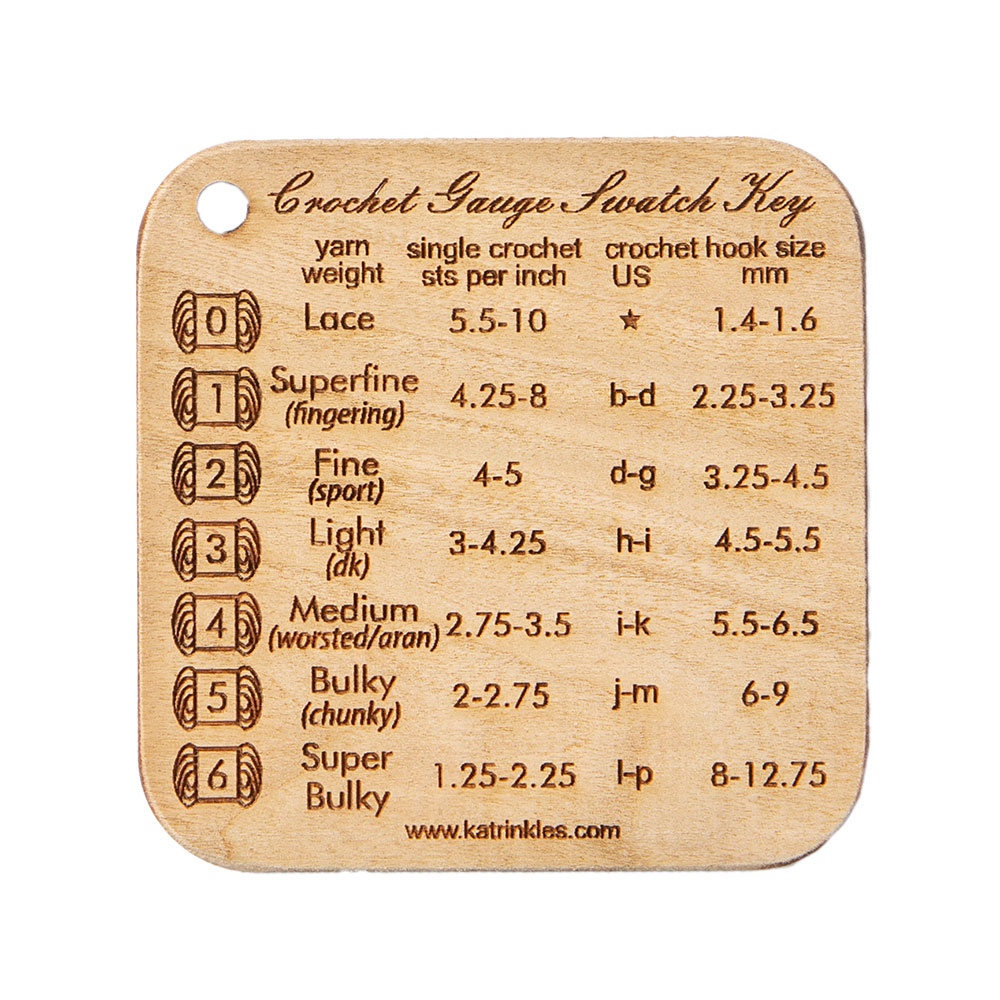 Crochet Gauge Swatch Key
yarn single crochet crochet hook size
weight sts per inch US mm
0 Lace 5.5-10 ★ 1.4-1.6
1 Superfine 4.25-8 b-d 2.25-3.25
(fingering)
2 Fine 4-5 d-g 3.25-4.5
(sport)
3 Light 3-4.25 h-i 4.5-5.5
(dk)
4 Medium 2.75-3.5 i-k 5.5-6.5
(worsted/aran)
5 Bulky 2-2.75 j-m 6-9
(chunky)
6 Super 1.25-2.25 l-p 8-12.75
Bulky
www.katrinkles.com